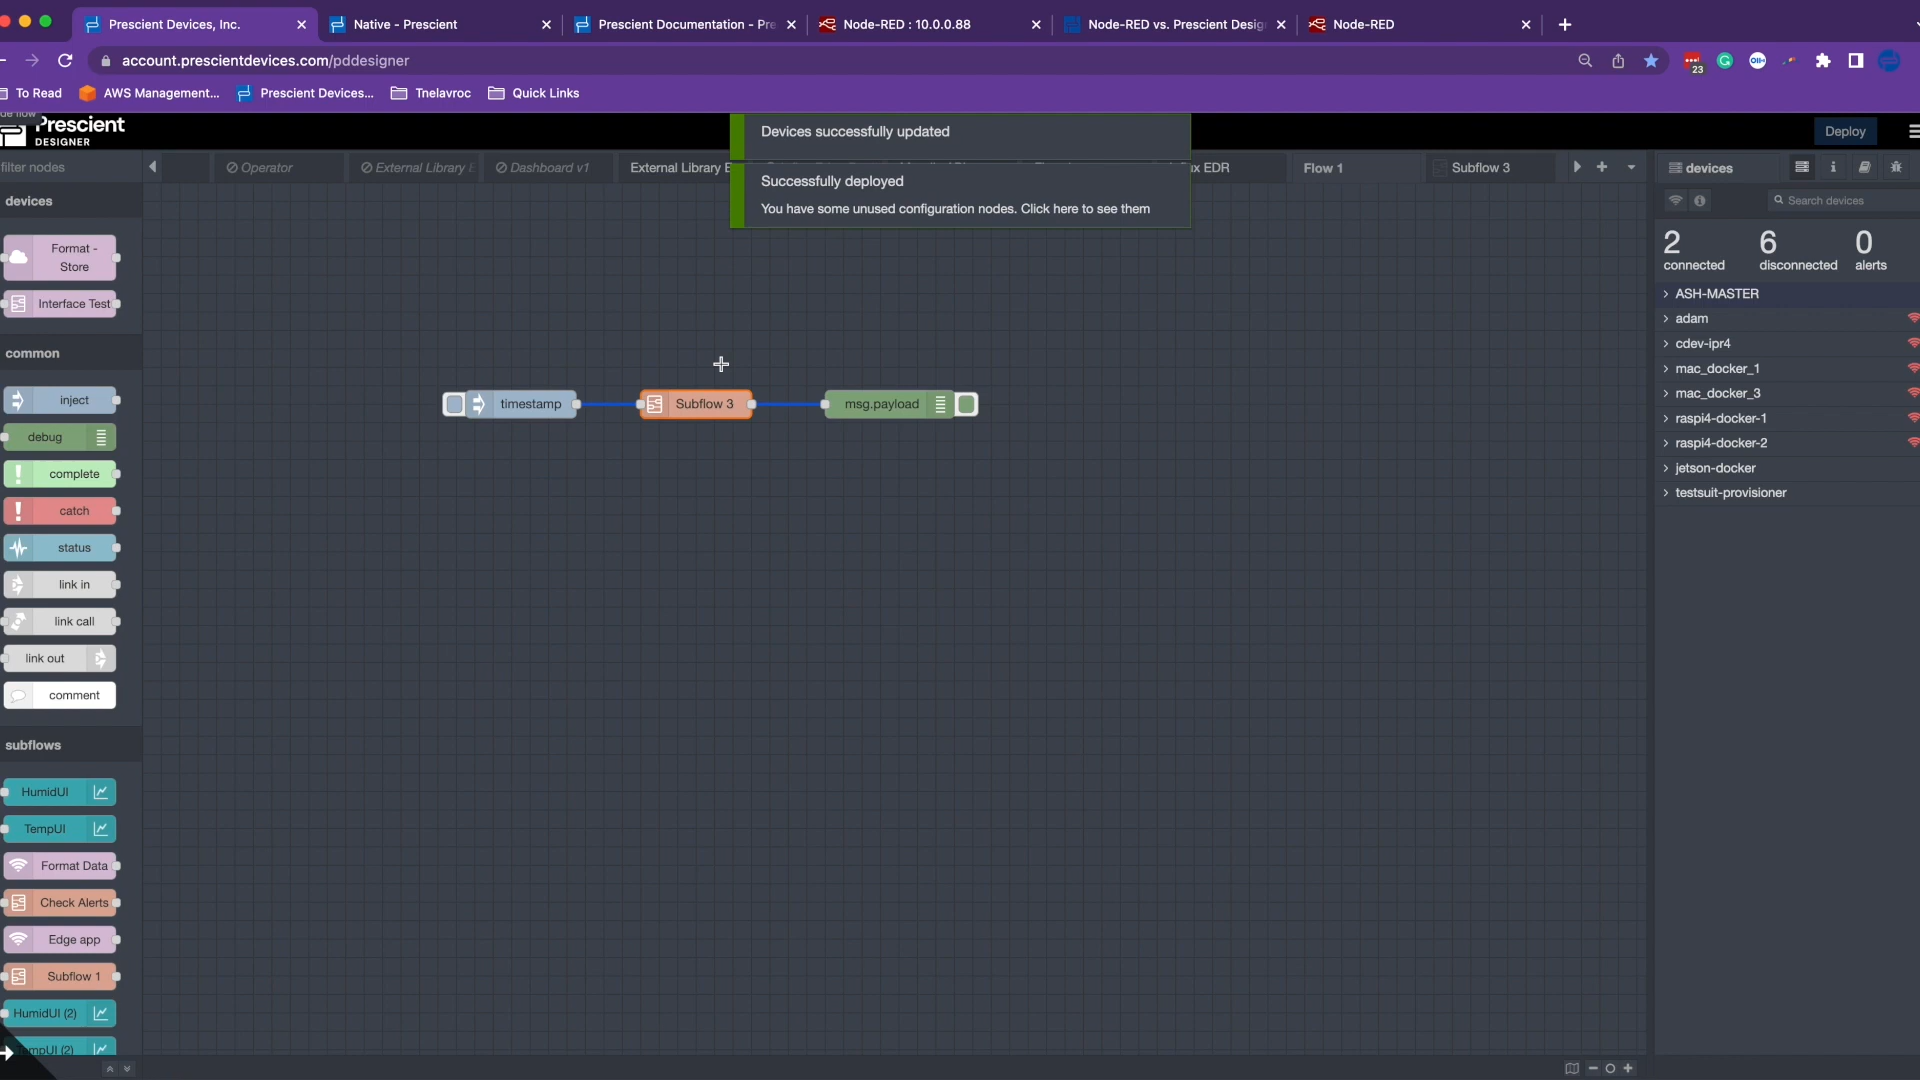 Prescient Devices, Inc.
Native - Prescient
Prescient Documentation - Pre
Node-RED : 10.0.0.88
Node-RED vs. Prescient Desig
Node-RED
account.prescientdevices.com/pddesigner
23
To Read
AWS Management...
Prescient Devices...
Tnelavroc
Quick Links
Prescient
DESIGNER
Devices successfully updated
Deploy
filter nodes
Operator
External Library E
Dashboard v1
External Library E
x EDR
Flow 1
Subflow 3
devices
Successfully deployed
You have some unused configuration nodes. Click here to see them
Search devices
devices
Format -
Store
Interface Test
2
connected
6
disconnected
0
alerts
ASH-MASTER
adam
cdev-ipr4
mac_docker_1
mac_docker_3
raspi4-docker-1
raspi4-docker-2
jetson-docker
testsuit-provisioner
common
inject
debug
complete
catch
status
link in
link call
link out
comment
timestamp
Subflow 3
msg.payload
subflows
HumidUI
TempUI
Format Data
Check Alerts
Edge app
Subflow 1
HumidUI (2)
TempUI (2)